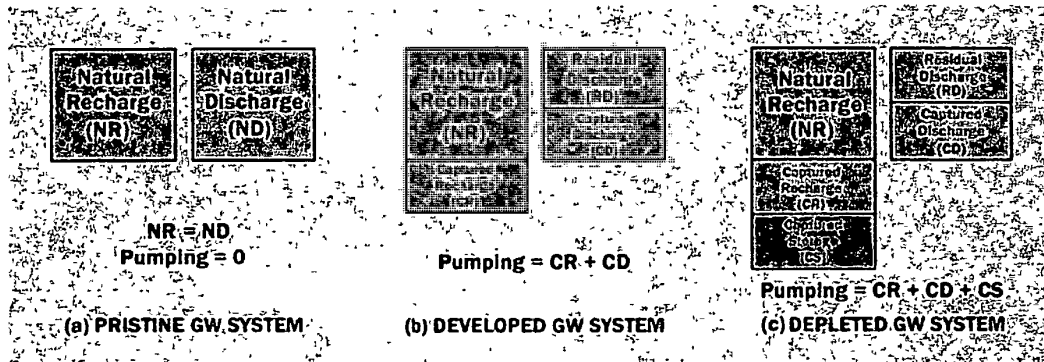 Natural
Recharge
(NR)
Natural
Discharge
(ND)
NR = ND
Pumping = 0
(a) PRISTINE GW SYSTEM
Natural
Recharge
(NR)
Captured
Recharge
(CR)
Residual
Discharge
(RD)
Captured
Discharge
(CD)
Pumping = CR + CD
(b) DEVELOPED GW SYSTEM
Natural
Recharge
(NR)
Captured
Recharge
(CR)
Captured
Storage
(CS)
Residual
Discharge
(RD)
Captured
Discharge
(CD)
Pumping = CR + CD + CS
(c) DEPLETED GW SYSTEM